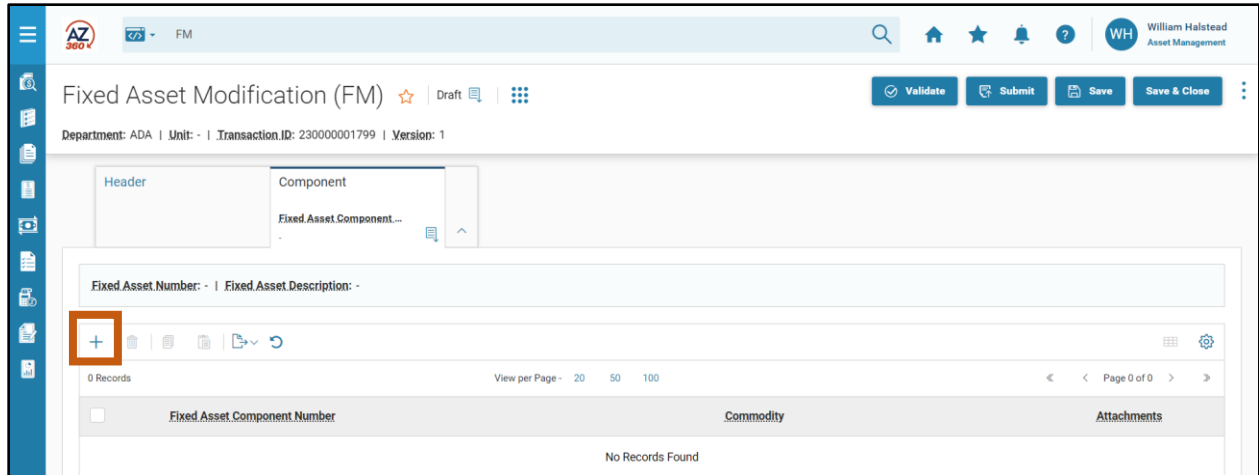 AZ
360
FM
WH
William Halstead
Asset Management
Fixed Asset Modification (FM)
Draft
Validate
Submit
Save
Save & Close
Department: ADA | Unit: - | Transaction ID: 230000001799 | Version: 1
Header
Component
Fixed Asset Component ...
-
Fixed Asset Number: - | Fixed Asset Description: -
0 Records
View per Page - 20 50 100
Page 0 of 0
Fixed Asset Component Number
Commodity
Attachments
No Records Found